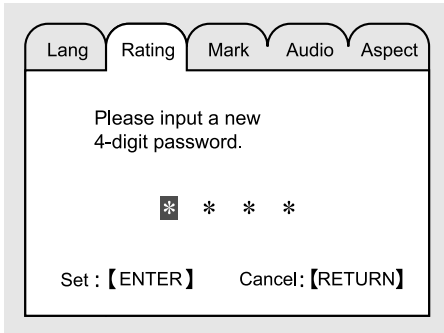 Lang Rating Mark Audio Aspect
Please input a new
4-digit password.
* * * *
Set :【ENTER】 Cancel:【RETURN】